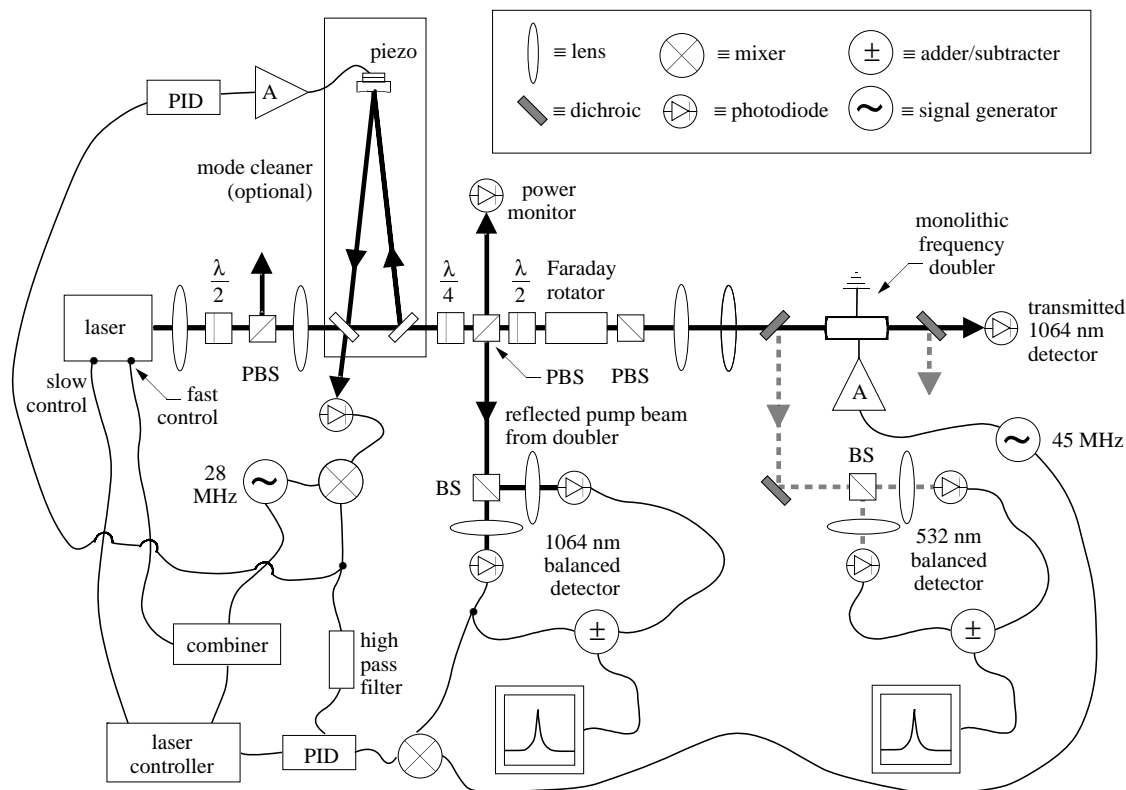 piezo
A
PID
≡ lens
≡ mixer
± ≡ adder/subtracter
≡ dichroic
≡ photodiode
~ ≡ signal generator
mode cleaner
(optional)
power
monitor
monolithic
frequency
doubler
λ/2
λ/4
λ/2
Faraday
rotator
laser
transmitted
1064 nm
detector
PBS
PBS
PBS
slow
control
fast
control
reflected pump beam
from doubler
A
~ 45 MHz
28
MHz
~
BS
BS
1064 nm
balanced
detector
532 nm
balanced
detector
±
±
combiner
high
pass
filter
laser
controller
PID